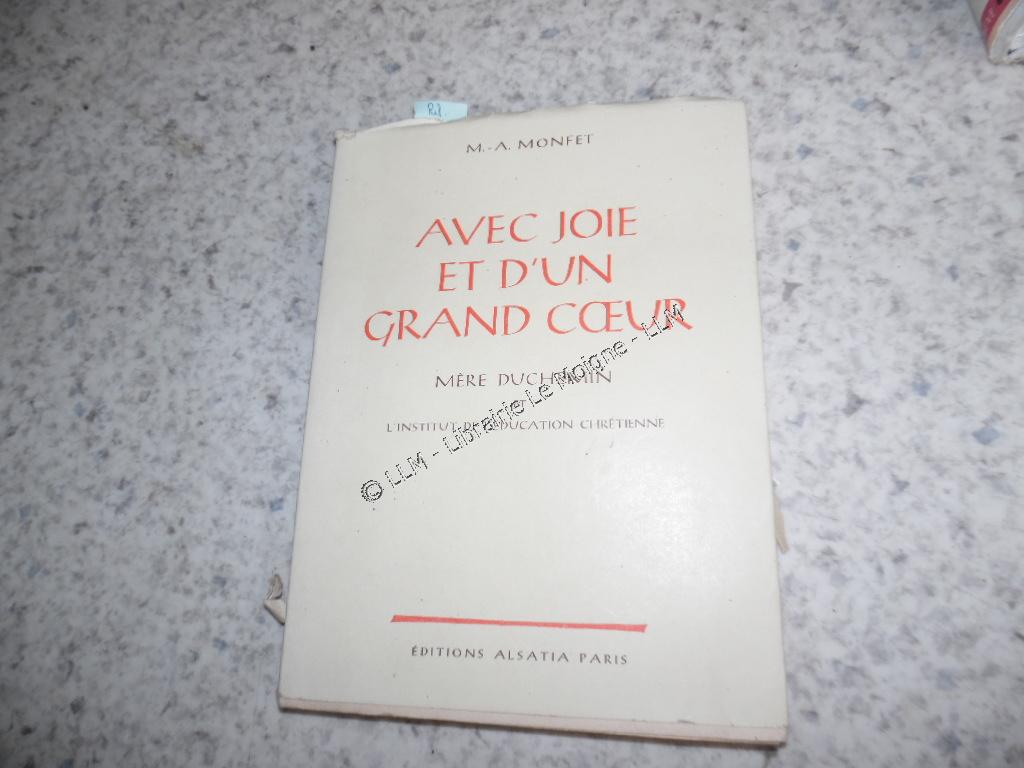 Rel.
M.-A. MONFET
AVEC JOIE
ET D'UN
GRAND CŒUR
MÈRE DUCHEMIN
L'INSTITUT DE L'ÉDUCATION CHRÉTIENNE
© LLM - Librairie Le Moigne - LLM
ÉDITIONS ALSATIA PARIS